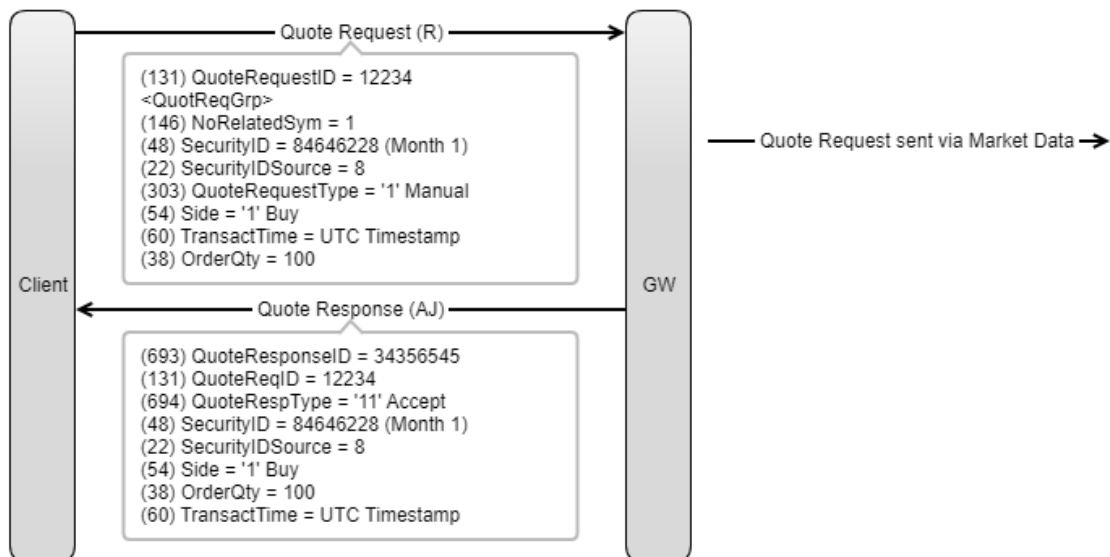 Quote Request (R)
(131) QuoteRequestID = 12234
<QuotReqGrp>
(146) NoRelatedSym = 1
(48) SecurityID = 84646228 (Month 1)
(22) SecurityIDSource = 8
(303) QuoteRequestType = '1' Manual
(54) Side = '1' Buy
(60) TransactTime = UTC Timestamp
(38) OrderQty = 100
Quote Request sent via Market Data
Client
GW
Quote Response (AJ)
(693) QuoteResponseID = 34356545
(131) QuoteReqID = 12234
(694) QuoteRespType = '11' Accept
(48) SecurityID = 84646228 (Month 1)
(22) SecurityIDSource = 8
(54) Side = '1' Buy
(38) OrderQty = 100
(60) TransactTime = UTC Timestamp